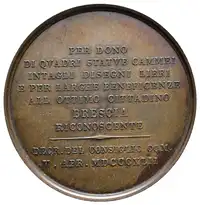 PER DONO
DI QUADRI STATUE CAMMEI
INTAGLI DISEGNI LIBRI
E PER LARGHE BENEFICENZE
ALL OTTIMO CITTADINO
BRESCIA
RICONOSCENTE
DECR. DEL CONSIGLIO COM.
APR. MDCCCXLII